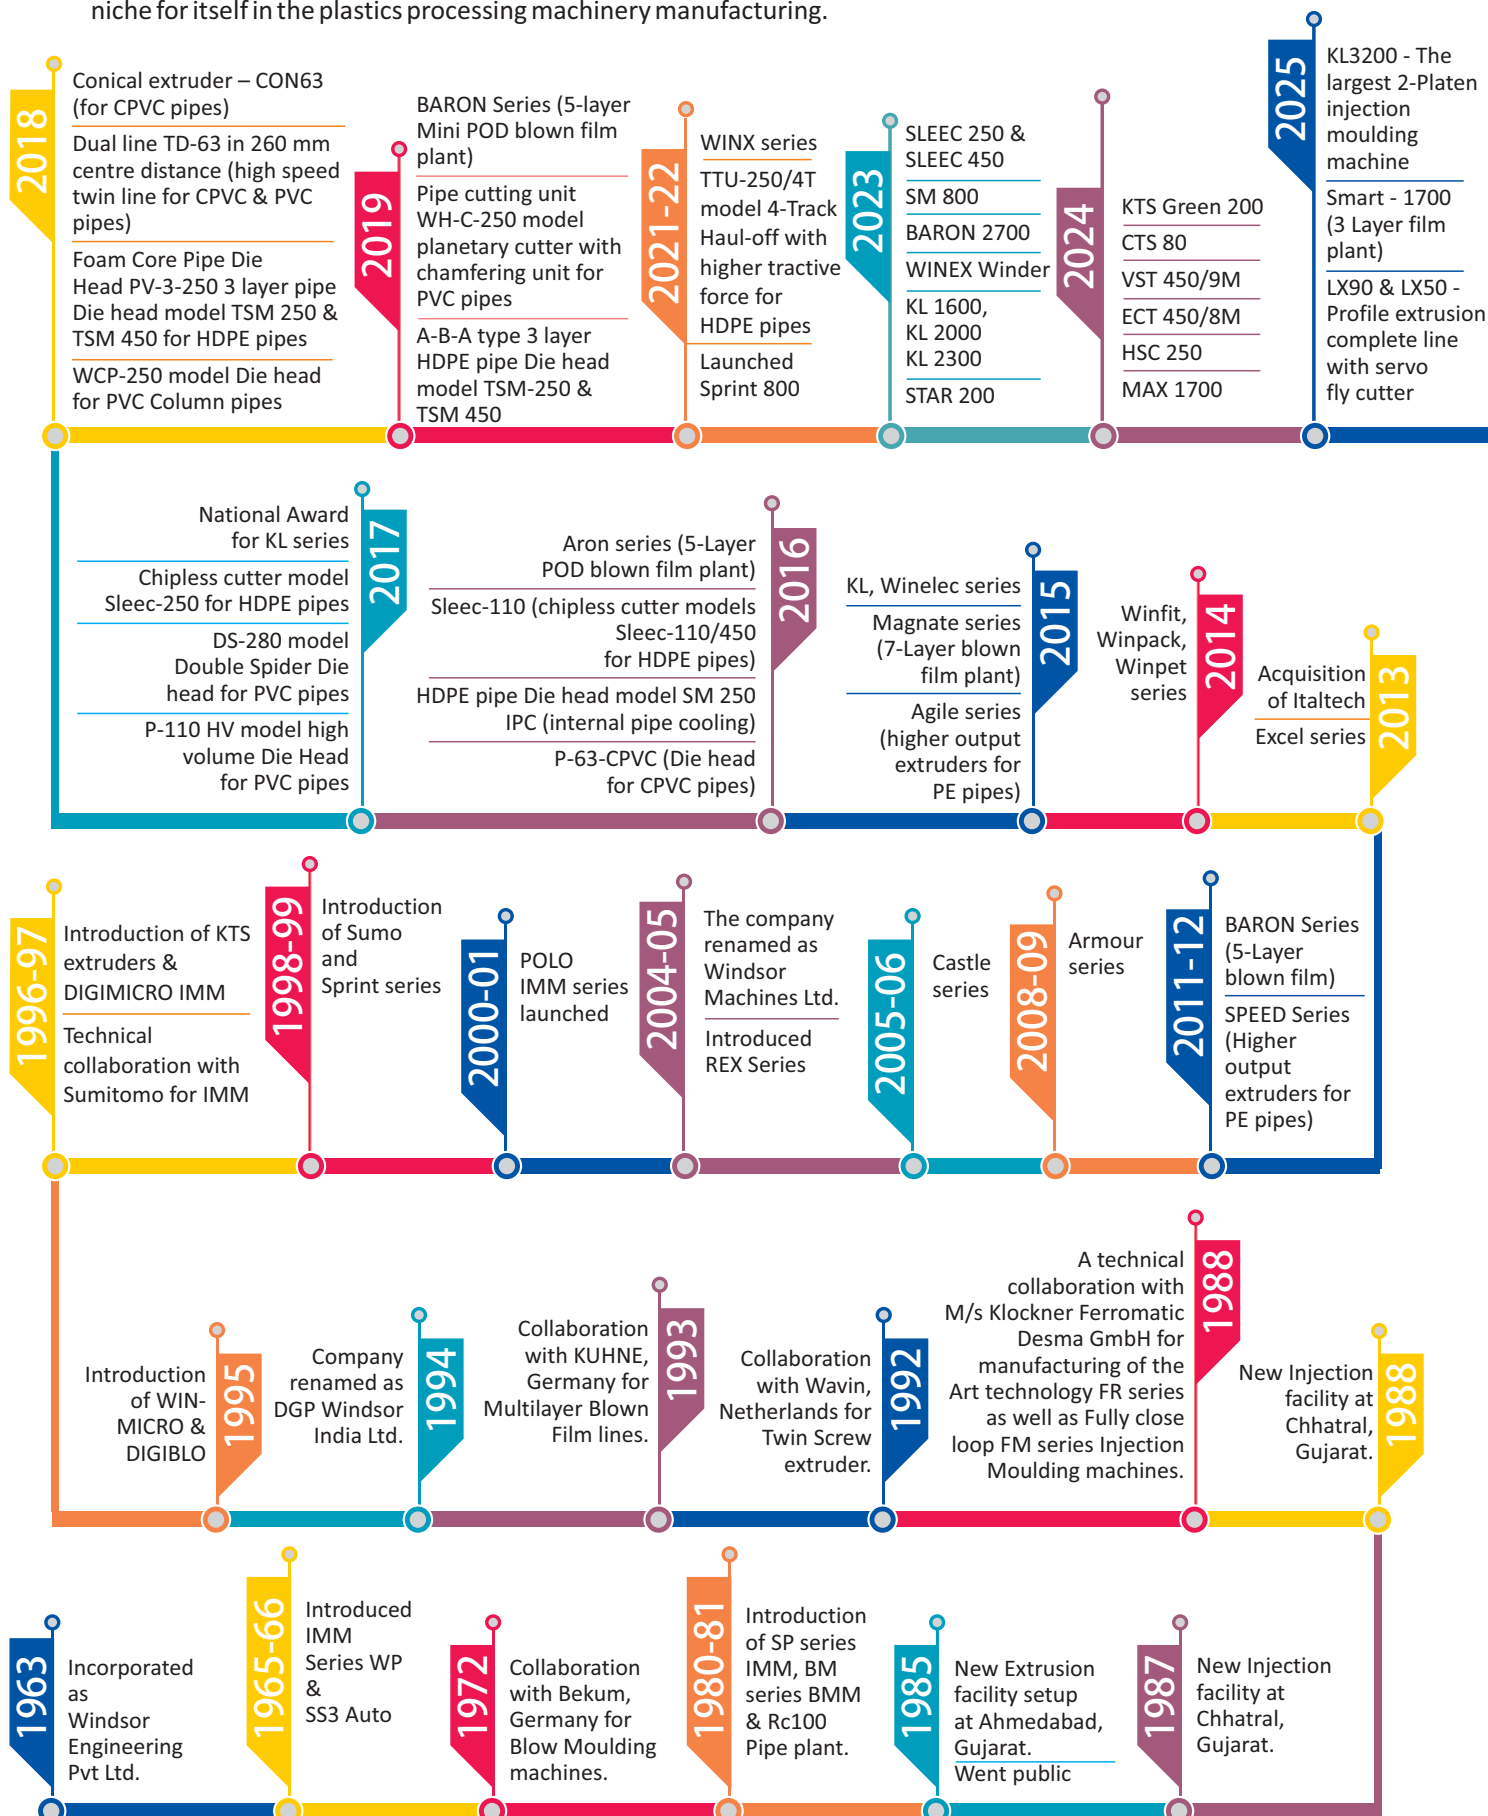 niche for itself in the plastics processing machinery manufacturing.
2018
Conical extruder – CON63
(for CPVC pipes)
Dual line TD-63 in 260 mm
centre distance (high speed
twin line for CPVC & PVC
pipes)
Foam Core Pipe Die
Head PV-3-250 3 layer pipe
Die head model TSM 250 &
TSM 450 for HDPE pipes
WCP-250 model Die head
for PVC Column pipes
2019
BARON Series (5-layer
Mini POD blown film
plant)
Pipe cutting unit
WH-C-250 model
planetary cutter with
chamfering unit for
PVC pipes
A-B-A type 3 layer
HDPE pipe Die head
model TSM-250 &
TSM 450
2021-22
WINX series
TTU-250/4T
model 4-Track
Haul-off with
higher tractive
force for
HDPE pipes
Launched
Sprint 800
2023
SLEEC 250 &
SLEEC 450
SM 800
BARON 2700
WINEX Winder
KL 1600,
KL 2000
KL 2300
STAR 200
2024
KTS Green 200
CTS 80
VST 450/9M
ECT 450/8M
HSC 250
MAX 1700
2025
KL3200 - The
largest 2-Platen
injection
moulding
machine
Smart - 1700
(3 Layer film
plant)
LX90 & LX50 -
Profile extrusion
complete line
with servo
fly cutter
National Award
for KL series
Chipless cutter model
Sleec-250 for HDPE pipes
DS-280 model
Double Spider Die
head for PVC pipes
P-110 HV model high
volume Die Head
for PVC pipes
2017
Aron series (5-Layer
POD blown film plant)
Sleec-110 (chipless cutter models
Sleec-110/450
for HDPE pipes)
HDPE pipe Die head model SM 250
IPC (internal pipe cooling)
P-63-CPVC (Die head
for CPVC pipes)
2016
KL, Winelec series
Magnate series
(7-Layer blown
film plant)
Agile series
(higher output
extruders for
PE pipes)
2015
Winfit,
Winpack,
Winpet
series
2014
Acquisition
of Italtech
Excel series
2013
1996-97
Introduction of KTS
extruders &
DIGIMICRO IMM
Technical
collaboration with
Sumitomo for IMM
1998-99
Introduction
of Sumo
and
Sprint series
2000-01
POLO
IMM series
launched
2004-05
The company
renamed as
Windsor
Machines Ltd.
Introduced
REX Series
2005-06
Castle
series
2008-09
Armour
series
2011-12
BARON Series
(5-Layer
blown film)
SPEED Series
(Higher
output
extruders for
PE pipes)
Introduction
of WIN-
MICRO &
DIGIBLO
1995
Company
renamed as
DGP Windsor
India Ltd.
1994
Collaboration
with KUHNE,
Germany for
Multilayer Blown
Film lines.
1993
Collaboration
with Wavin,
Netherlands for
Twin Screw
extruder.
1992
A technical
collaboration with
M/s Klockner Ferromatic
Desma GmbH for
manufacturing of the
Art technology FR series
as well as Fully close
loop FM series Injection
Moulding machines.
1988
New Injection
facility at
Chhatral,
Gujarat.
1988
1963
Incorporated
as
Windsor
Engineering
Pvt Ltd.
1965-66
Introduced
IMM
Series WP
&
SS3 Auto
1972
Collaboration
with Bekum,
Germany for
Blow Moulding
machines.
1980-81
Introduction
of SP series
IMM, BM
series BMM
& Rc100
Pipe plant.
1985
New Extrusion
facility setup
at Ahmedabad,
Gujarat.
Went public
1987
New Injection
facility at
Chhatral,
Gujarat.